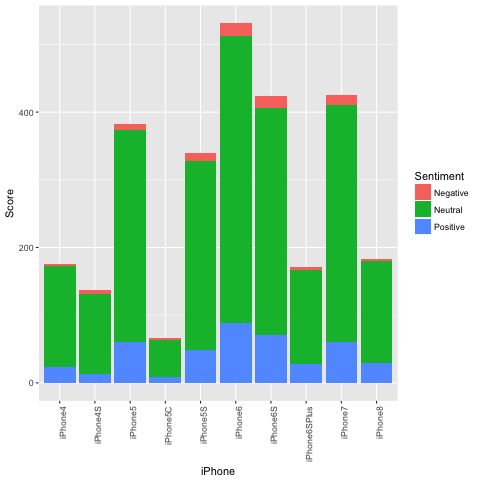 Score
400
200
0
iPhone4
iPhone4S
iPhone5
iPhone5C
iPhone5S
iPhone6
iPhone6S
iPhone6SPlus
iPhone7
iPhone8
iPhone
Sentiment
Negative
Neutral
Positive